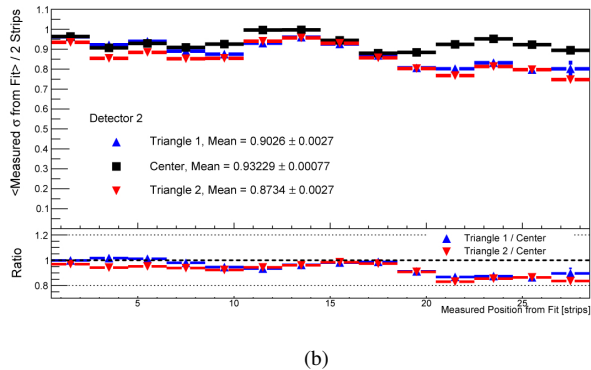 <Measured σ from Fit> / 2 Strips
1.1
1
0.9
0.8
0.7
0.6
0.5
0.4
0.3
0.2
0.1
Detector 2
Triangle 1, Mean = 0.9026 ± 0.0027
Center, Mean = 0.93229 ± 0.00077
Triangle 2, Mean = 0.8734 ± 0.0027
Ratio
1.2
1
0.8
Triangle 1 / Center
Triangle 2 / Center
5
10
15
20
25
Measured Position from Fit [strips]
(b)